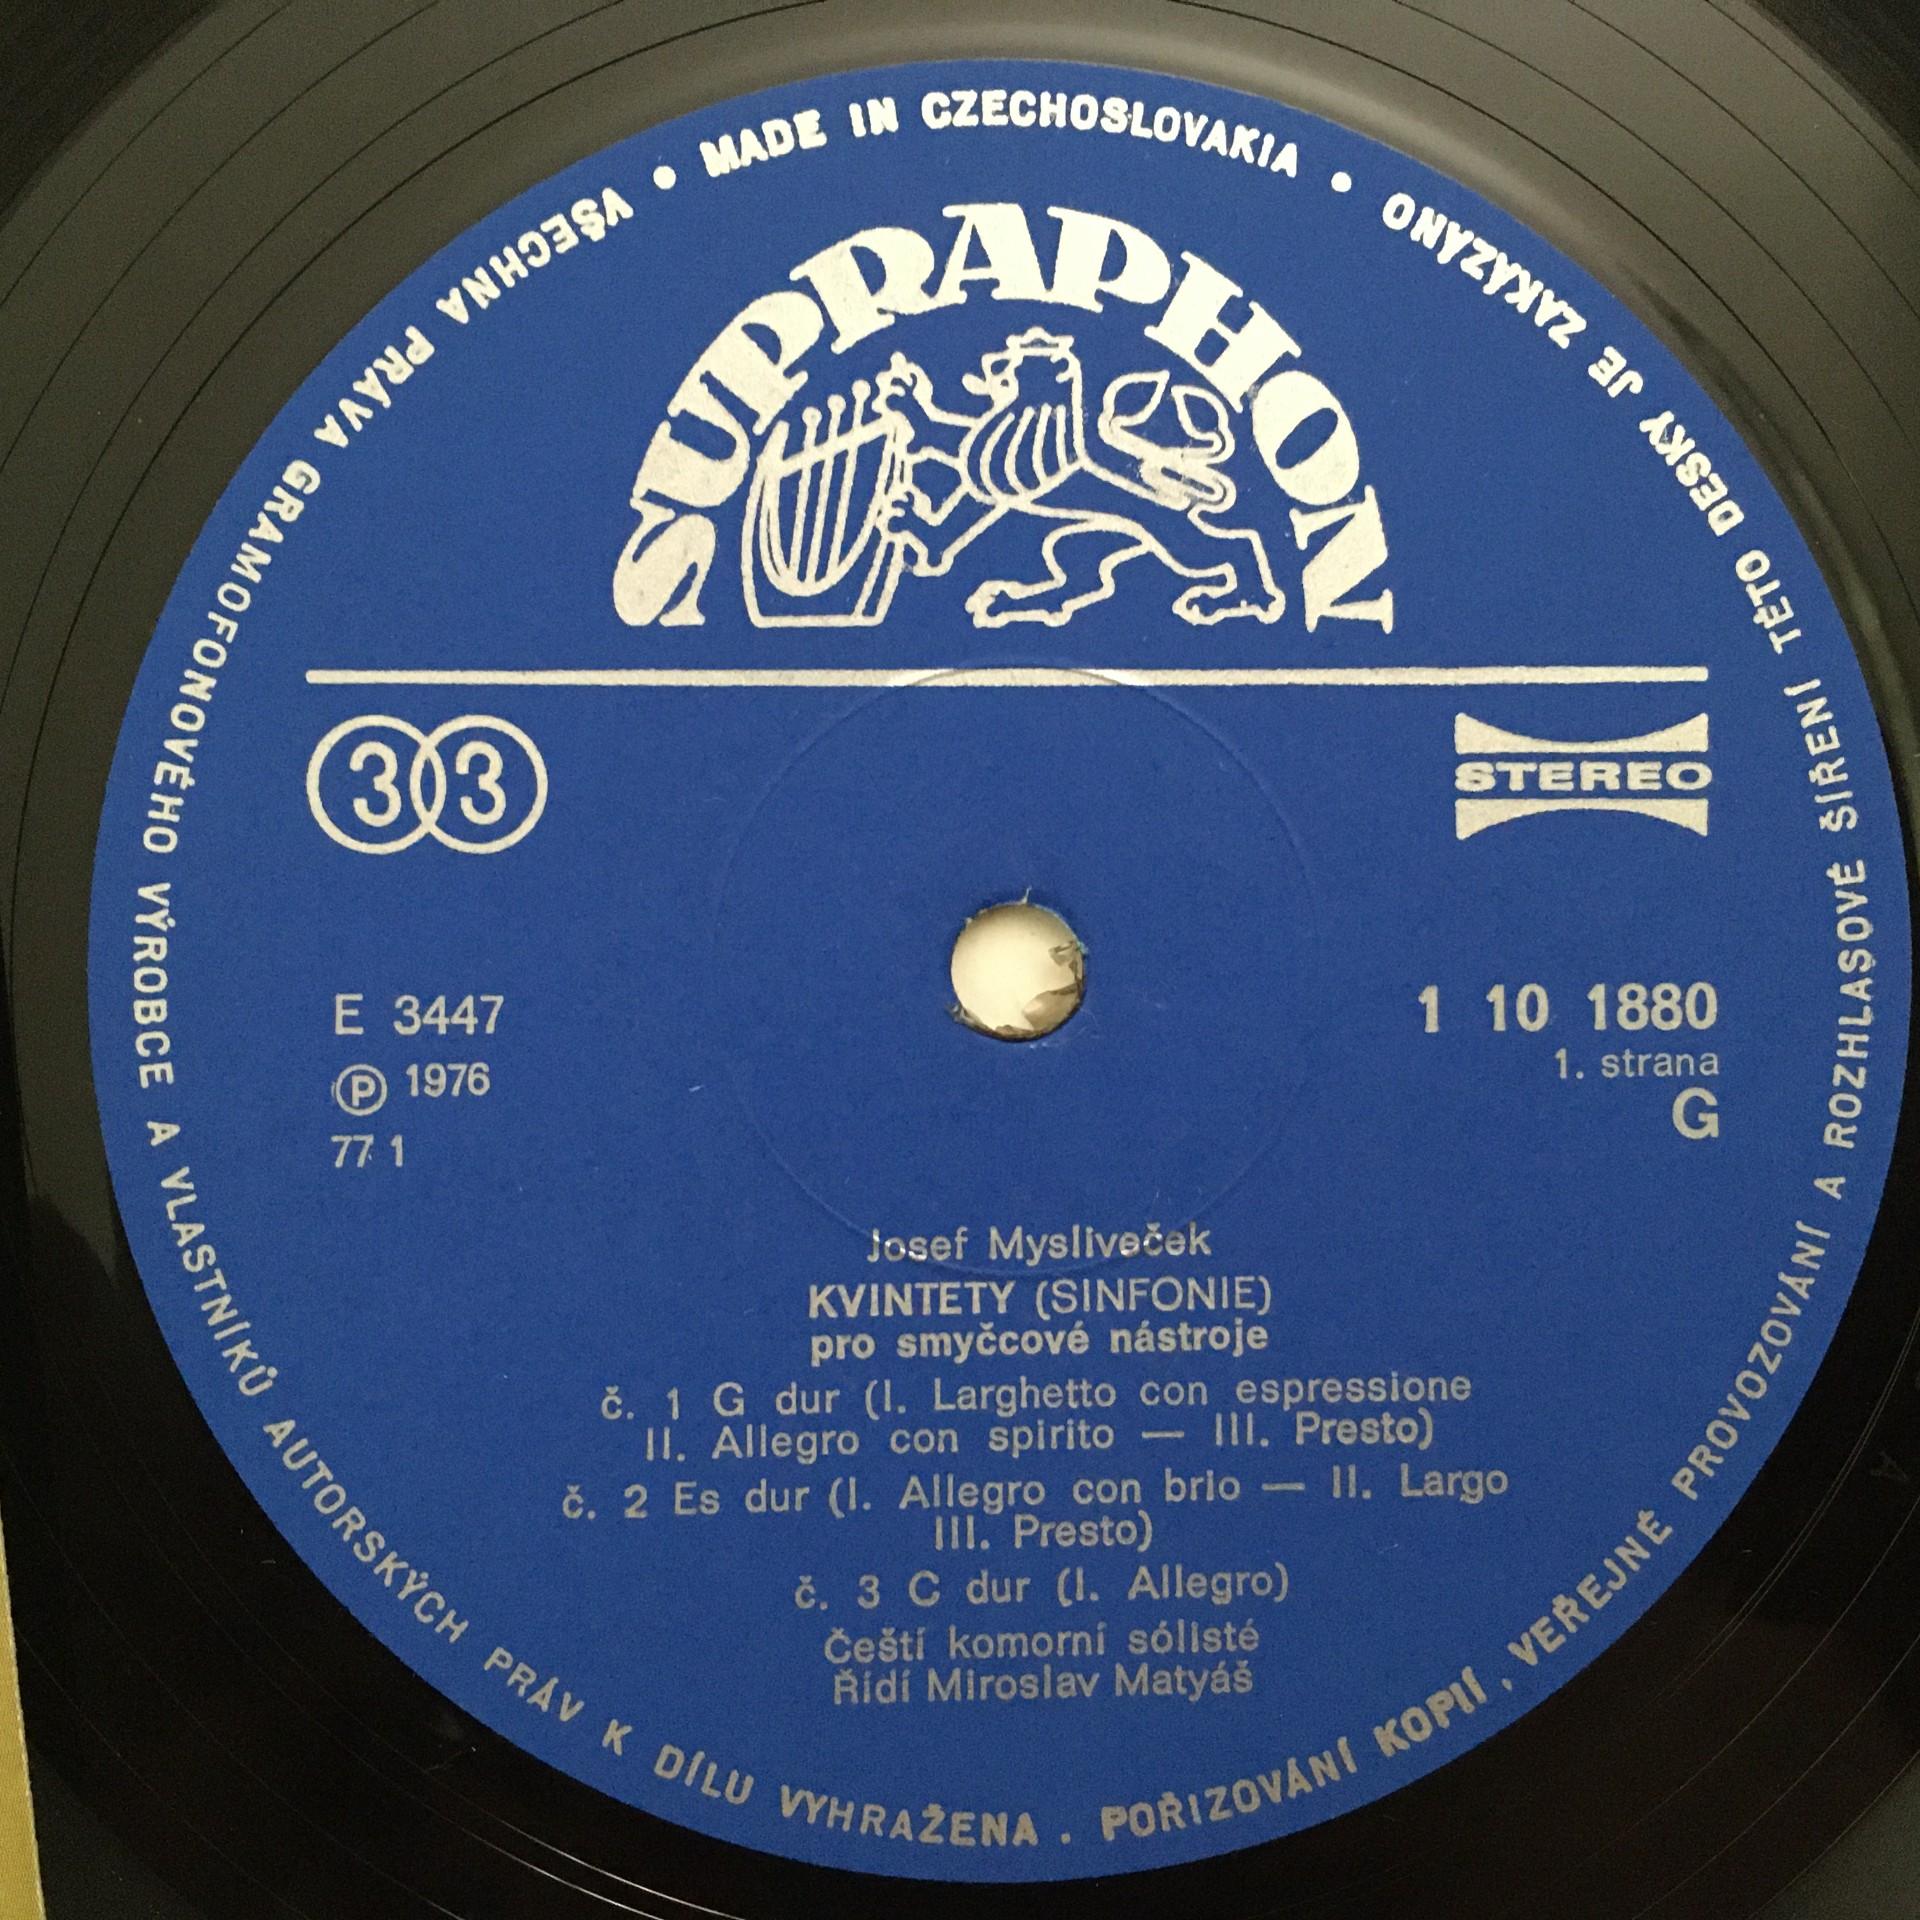 VŠECHNA PRÁVA GRAMOFONOVÉHO VÝROBCE A VLASTNÍKŮ AUTORSKÝCH PRÁV K DÍLU VYHRAŽENA . POŘIZOVÁNÍ KOPIÍ , VEŘEJNÉ PROVOZOVÁNÍ A ROZHLASOVÉ ŠÍŘENÍ TÉTO DESKY JE ZAKÁZÁNO • MADE IN CZECHOSLOVAKIA •
SUPRAPHON
33
STEREO
E 3447
Ⓟ 1976
77 1
1 10 1880
1. strana
G
Josef Mysliveček
KVINTETY (SINFONIE)
pro smyčcové nástroje
č. 1 G dur (I. Larghetto con espressione
II. Allegro con spirito — III. Presto)
č. 2 Es dur (I. Allegro con brio — II. Largo
III. Presto)
č. 3 C dur (I. Allegro)
Čeští komorní sólisté
Řídí Miroslav Matyáš